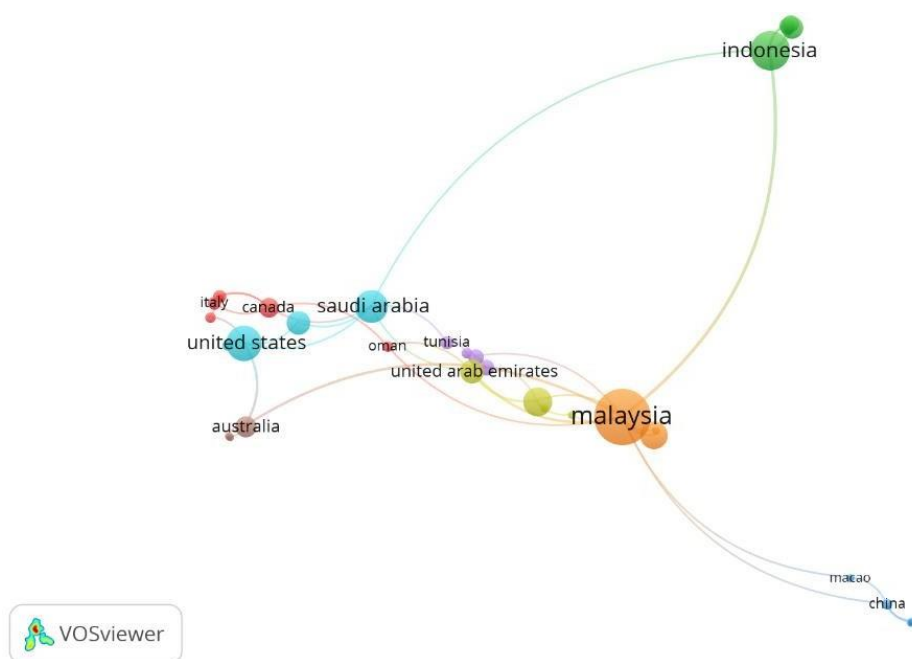 indonesia
italy
canada
saudi arabia
united states
oman
tunisia
united arab emirates
malaysia
australia
macao
china
VOSviewer